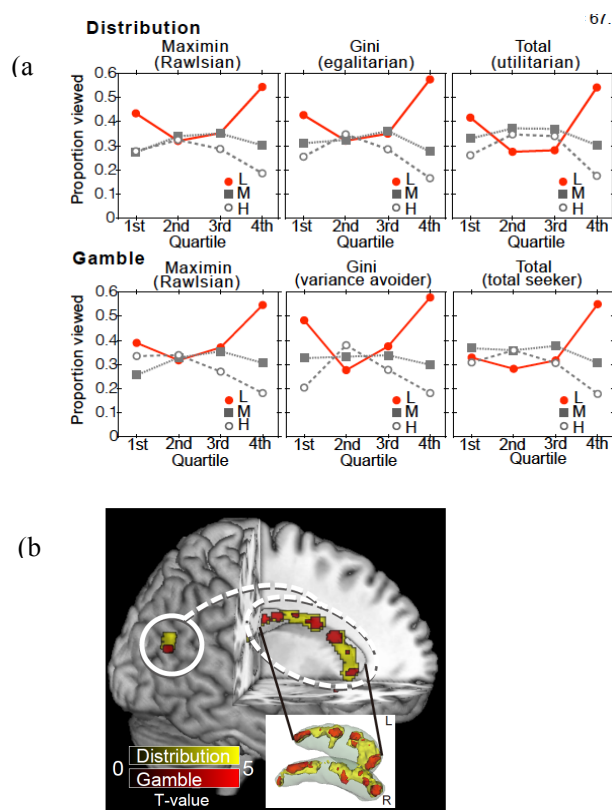 67.
Distribution
(a
Maximin
(Rawlsian)
Gini
(egalitarian)
Total
(utilitarian)
Proportion viewed
0.6
0.5
0.4
0.3
0.2
0.1
0
L
M
H
L
M
H
L
M
H
1st 2nd 3rd 4th
Quartile
1st 2nd 3rd 4th
Quartile
1st 2nd 3rd 4th
Quartile
Gamble
Maximin
(Rawlsian)
Gini
(variance avoider)
Total
(total seeker)
Proportion viewed
0.6
0.5
0.4
0.3
0.2
0.1
0
L
M
H
L
M
H
L
M
H
1st 2nd 3rd 4th
Quartile
1st 2nd 3rd 4th
Quartile
1st 2nd 3rd 4th
Quartile
(b
L
R
Distribution
0 5
Gamble
T-value